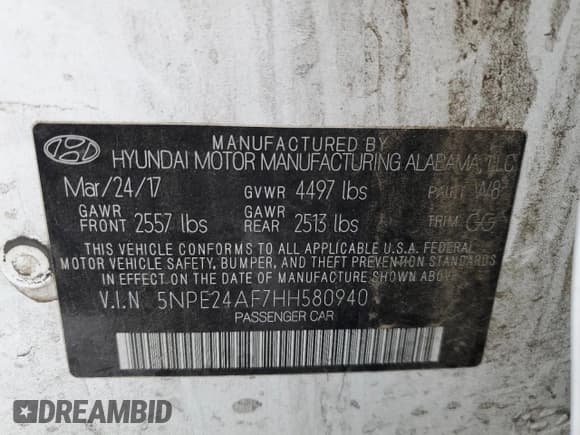 MANUFACTURED BY
HYUNDAI MOTOR MANUFACTURING ALABAMA, LLC
Mar/24/17 GVWR 4497 lbs PAINT W8
GAWR FRONT 2557 lbs GAWR REAR 2513 lbs TRIM GG
THIS VEHICLE CONFORMS TO ALL APPLICABLE U.S.A. FEDERAL
MOTOR VEHICLE SAFETY, BUMPER, AND THEFT PREVENTION STANDARDS
IN EFFECT ON THE DATE OF MANUFACTURE SHOWN ABOVE.
V.I.N 5NPE24AF7HH580940
PASSENGER CAR
DREAMBID